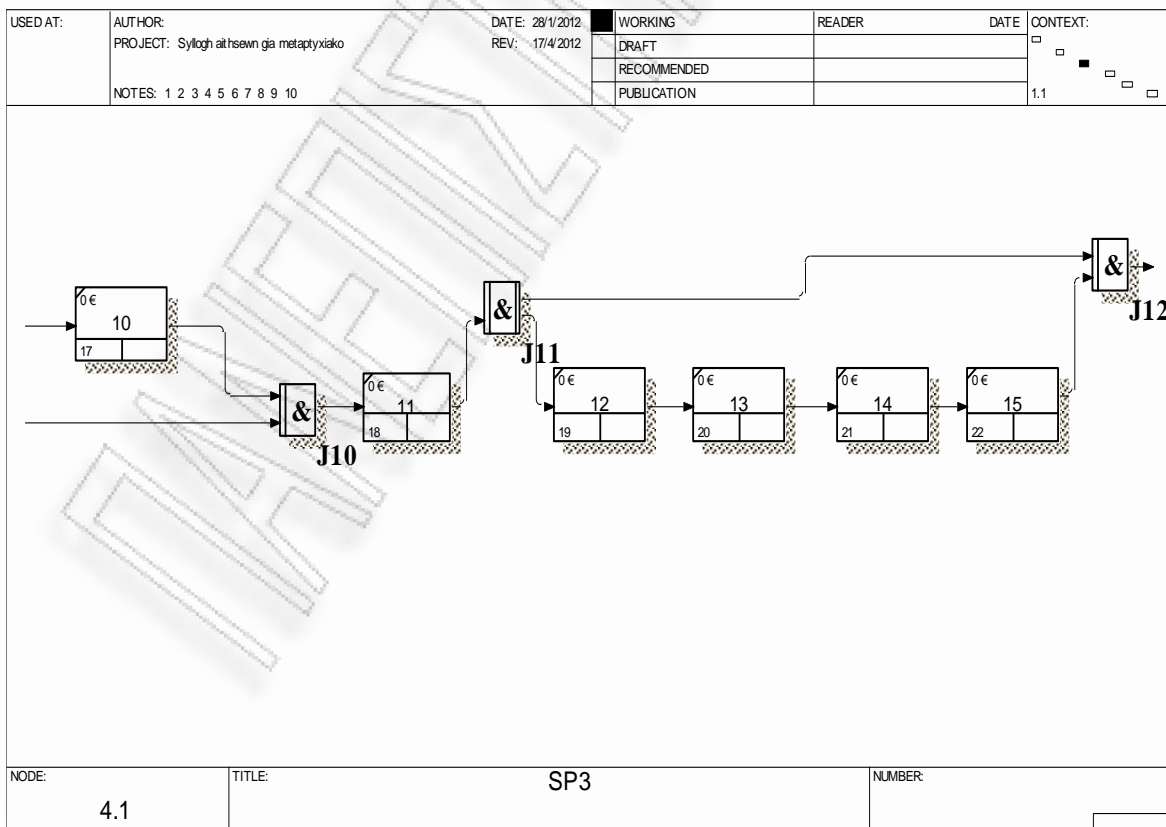 USED AT:
AUTHOR:
DATE: 28/1/2012
WORKING
READER
DATE
CONTEXT:
PROJECT: Syllogh aithsewn gia metaptyxiako
REV: 17/4/2012
DRAFT
RECOMMENDED
NOTES: 1 2 3 4 5 6 7 8 9 10
PUBLICATION
1.1
&
J12
0 €
10
17
&
J11
&
J10
0 €
11
18
0 €
12
19
0 €
13
20
0 €
14
21
0 €
15
22
NODE:
4.1
TITLE:
SP3
NUMBER: